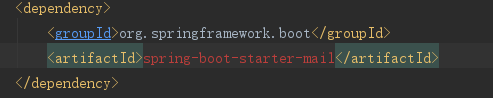 <dependency>
<groupId>org.springframework.boot</groupId>
<artifactId>spring-boot-starter-mail</artifactId>
</dependency>